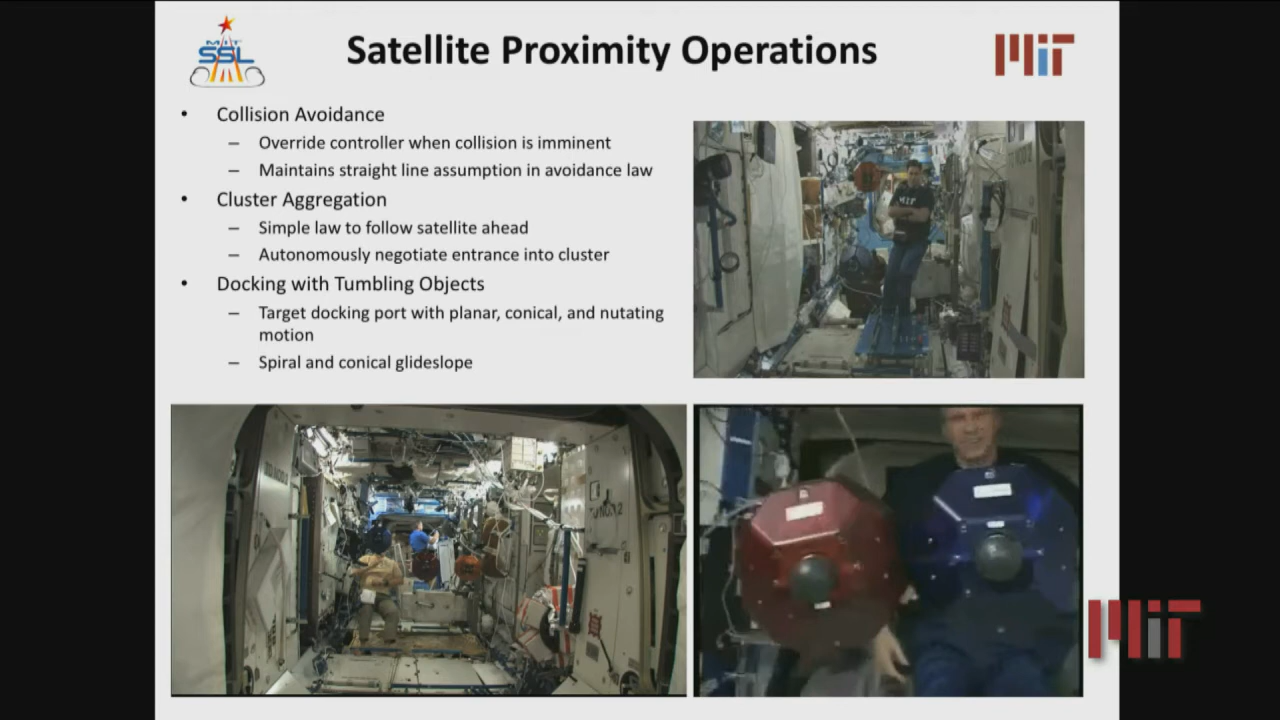 MIT
SSL
Satellite Proximity Operations
MIT
• Collision Avoidance
– Override controller when collision is imminent
– Maintains straight line assumption in avoidance law
• Cluster Aggregation
– Simple law to follow satellite ahead
– Autonomously negotiate entrance into cluster
• Docking with Tumbling Objects
– Target docking port with planar, conical, and nutating
motion
– Spiral and conical glideslope
MIT
MIT